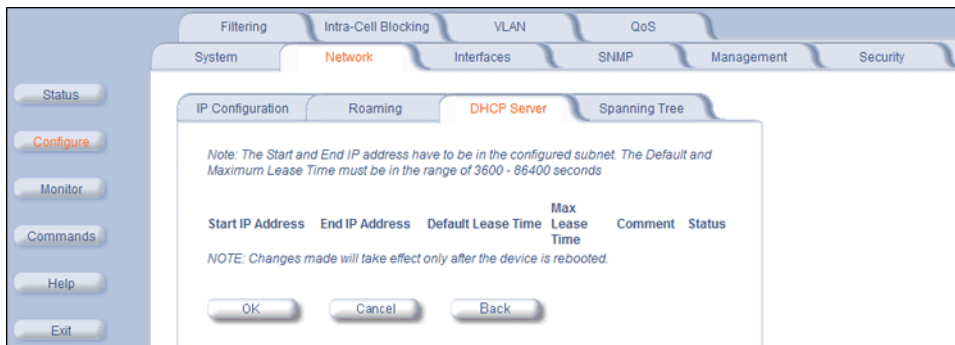 Filtering Intra-Cell Blocking VLAN QoS
System Network Interfaces SNMP Management Security
Status
Configure
Monitor
Commands
Help
Exit
IP Configuration Roaming DHCP Server Spanning Tree
Note: The Start and End IP address have to be in the configured subnet. The Default and
Maximum Lease Time must be in the range of 3600 - 86400 seconds
Start IP Address End IP Address Default Lease Time Max Lease Time Comment Status
NOTE: Changes made will take effect only after the device is rebooted.
OK Cancel Back